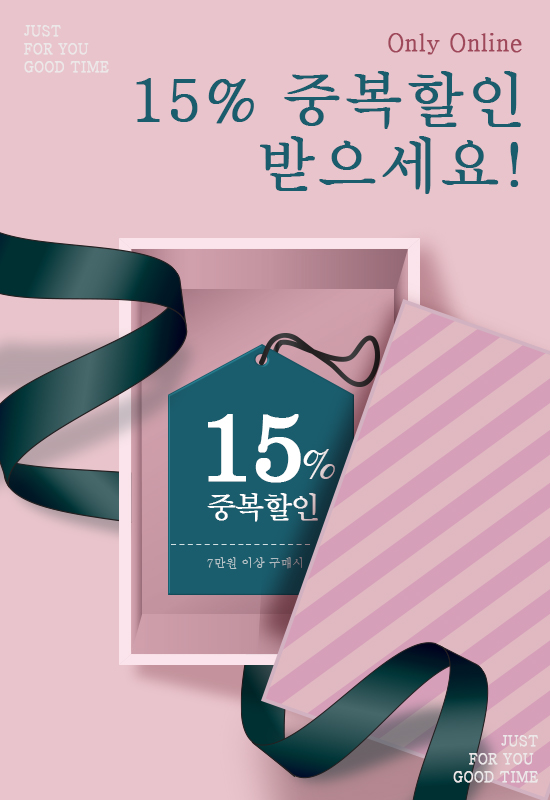 JUST
FOR YOU
GOOD TIME
Only Online
15% 중복할인
받으세요!
15%
중복할인
7만원 이상 구매시
JUST
FOR YOU
GOOD TIME